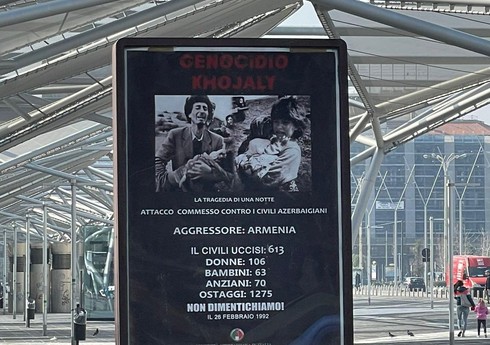 GENOCIDIO
KHOJALY
LA TRAGEDIA DI UNA NOTTE
ATTACCO COMMESSO CONTRO I CIVILI AZERBAIGIANI
AGGRESSORE: ARMENIA
IL CIVILI UCCISI: 613
DONNE: 106
BAMBINI: 63
ANZIANI: 70
OSTAGGI: 1275
NON DIMENTICHIAMO!
IL 26 FEBBRAIO 1992